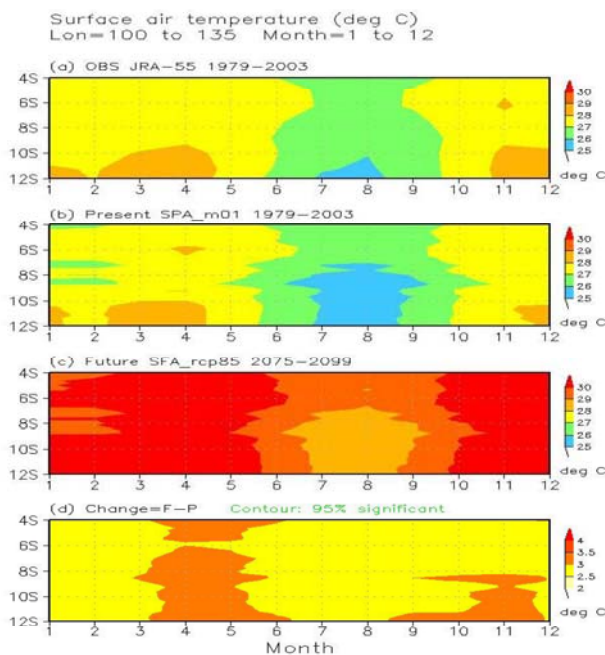 Surface air temperature (deg C)
Lon=100 to 135 Month=1 to 12
(a) OBS JRA-55 1979-2003
4S
6S
8S
10S
12S
1 2 3 4 5 6 7 8 9 10 11 12
30
29
28
27
26
25
deg C
(b) Present SPA_m01 1979-2003
4S
6S
8S
10S
12S
1 2 3 4 5 6 7 8 9 10 11 12
30
29
28
27
26
25
deg C
(c) Future SFA_rcp85 2075-2099
4S
6S
8S
10S
12S
1 2 3 4 5 6 7 8 9 10 11 12
30
29
28
27
26
25
deg C
(d) Change=F-P Contour: 95% significant
4S
6S
8S
10S
12S
1 2 3 4 5 6 7 8 9 10 11 12
4
3.5
3
2.5
2
deg C
Month